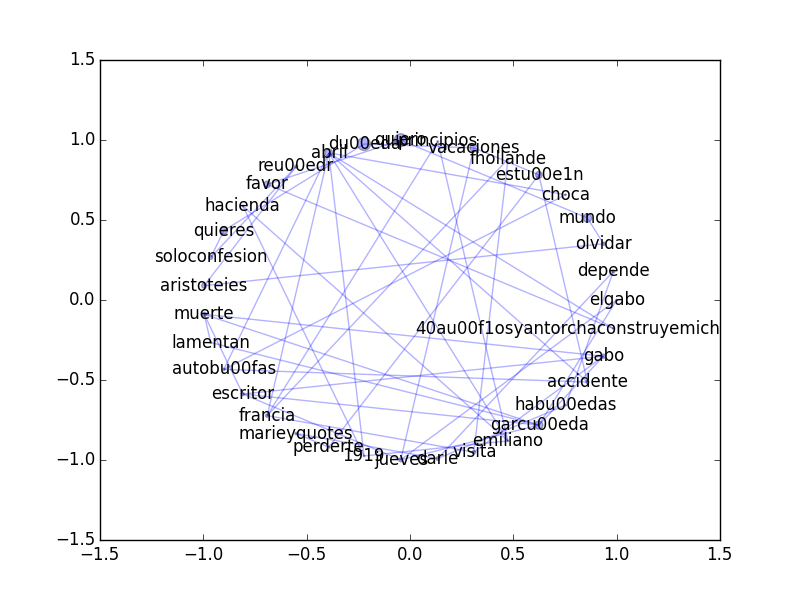 1.5
1.0
0.5
0.0
−0.5
−1.0
−1.5
quiero
principios
du00eda
vacaciones
abril
fhollande
reu00edr
estu00e1n
favor
choca
hacienda
mundo
quieres
olvidar
soloconfesion
depende
aristoteies
elgabo
muerte
40au00f1osyantorchaconstruyemich
lamentan
gabo
autobu00fas
accidente
escritor
habu00edas
francia
garcu00eda
marieyquotes
emiliano
perderte
visita
1919
jueves
darle
−1.5 −1.0 −0.5 0.0 0.5 1.0 1.5